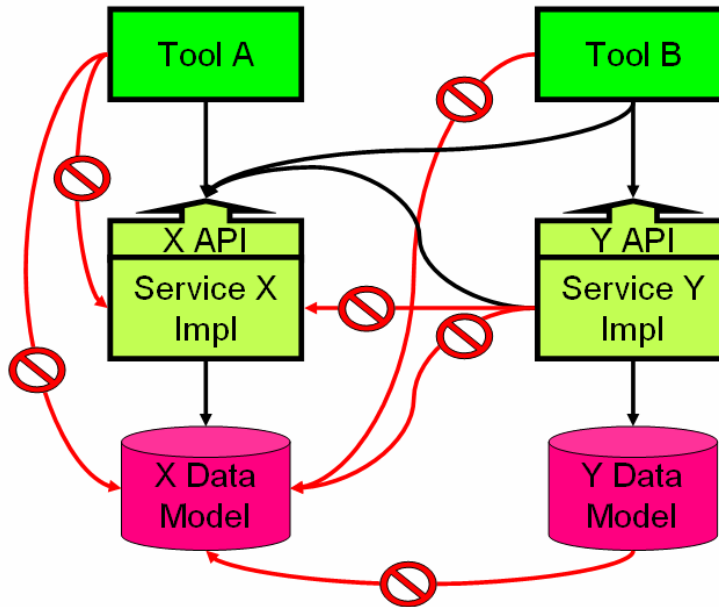 Tool A
Tool B
X API
Y API
Service X
Impl
Service Y
Impl
X Data
Model
Y Data
Model